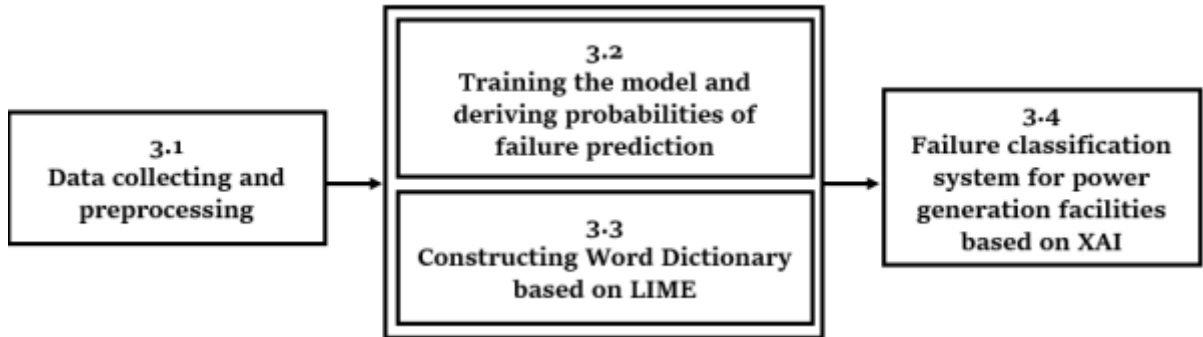 3.1
Data collecting and
preprocessing
3.2
Training the model and
deriving probabilities of
failure prediction
3.3
Constructing Word Dictionary
based on LIME
3.4
Failure classification
system for power
generation facilities
based on XAI